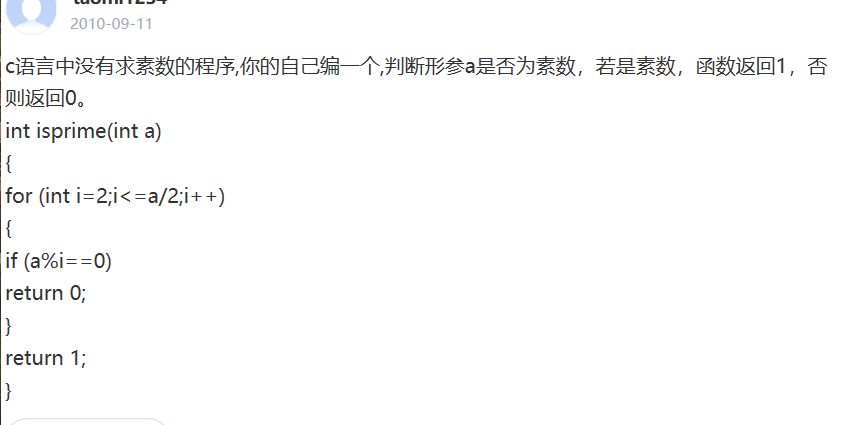 2010-09-11
c语言中没有求素数的程序,你的自己编一个,判断形参a是否为素数，若是素数，函数返回1，否
则返回0。
int isprime(int a)
{
for (int i=2;i<=a/2;i++)
{
if (a%i==0)
return 0;
}
return 1;
}